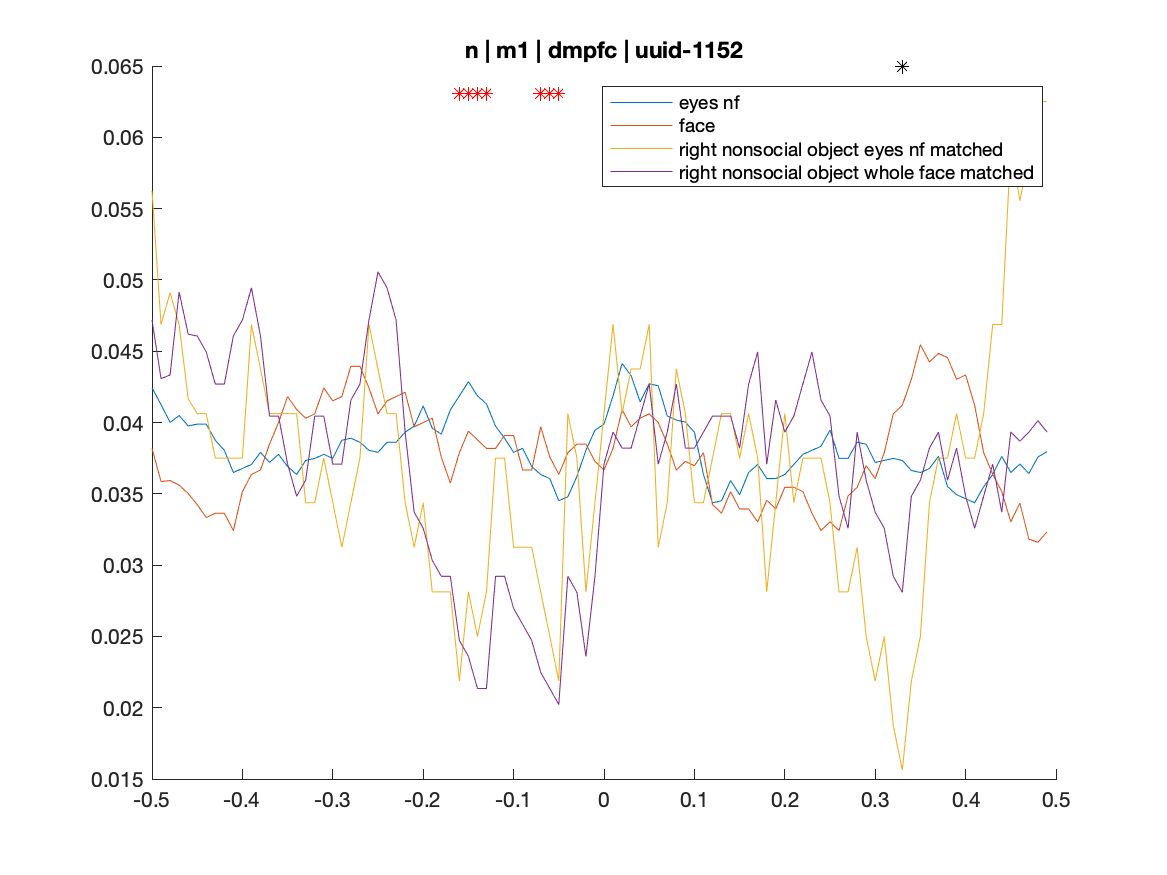 n | m1 | dmpfc | uuid-1152
0.065
0.06
0.055
0.05
0.045
0.04
0.035
0.03
0.025
0.02
0.015
eyes nf
face
right nonsocial object eyes nf matched
right nonsocial object whole face matched
-0.5 -0.4 -0.3 -0.2 -0.1 0 0.1 0.2 0.3 0.4 0.5